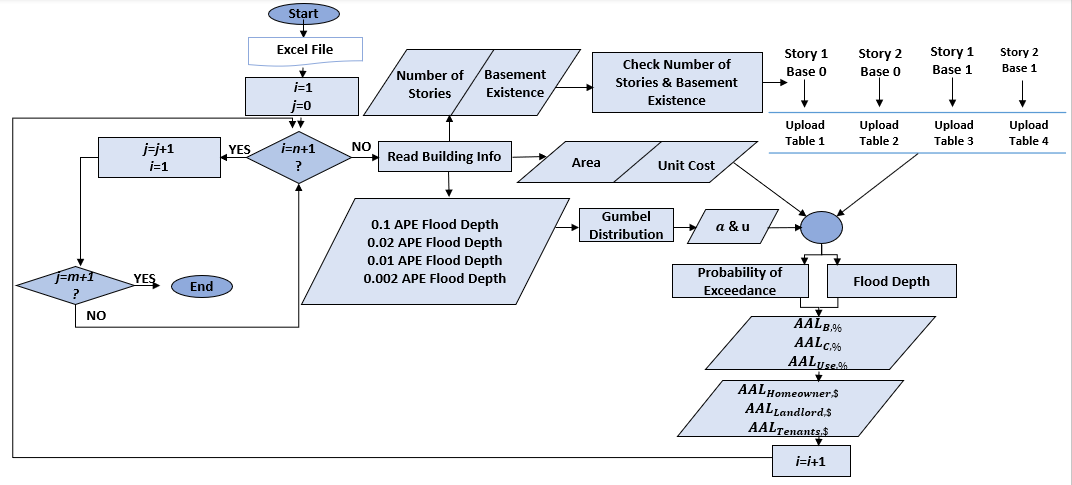 Start
Excel File
i=1
j=0
i=n+1
?
YES
NO
j=j+1
i=1
j=m+1
?
YES
End
NO
Read Building Info
Number of
Stories
Basement
Existence
Check Number of
Stories & Basement
Existence
Story 1
Base 0
Story 2
Base 0
Story 1
Base 1
Story 2
Base 1
Upload
Table 1
Upload
Table 2
Upload
Table 3
Upload
Table 4
Area
Unit Cost
0.1 APE Flood Depth
0.02 APE Flood Depth
0.01 APE Flood Depth
0.002 APE Flood Depth
Gumbel
Distribution
a & u
Probability of
Exceedance
Flood Depth
AAL_B,%
AAL_C,%
AAL_Use,%
AAL_Homeowner,$
AAL_Landlord,$
AAL_Tenants,$
i=i+1